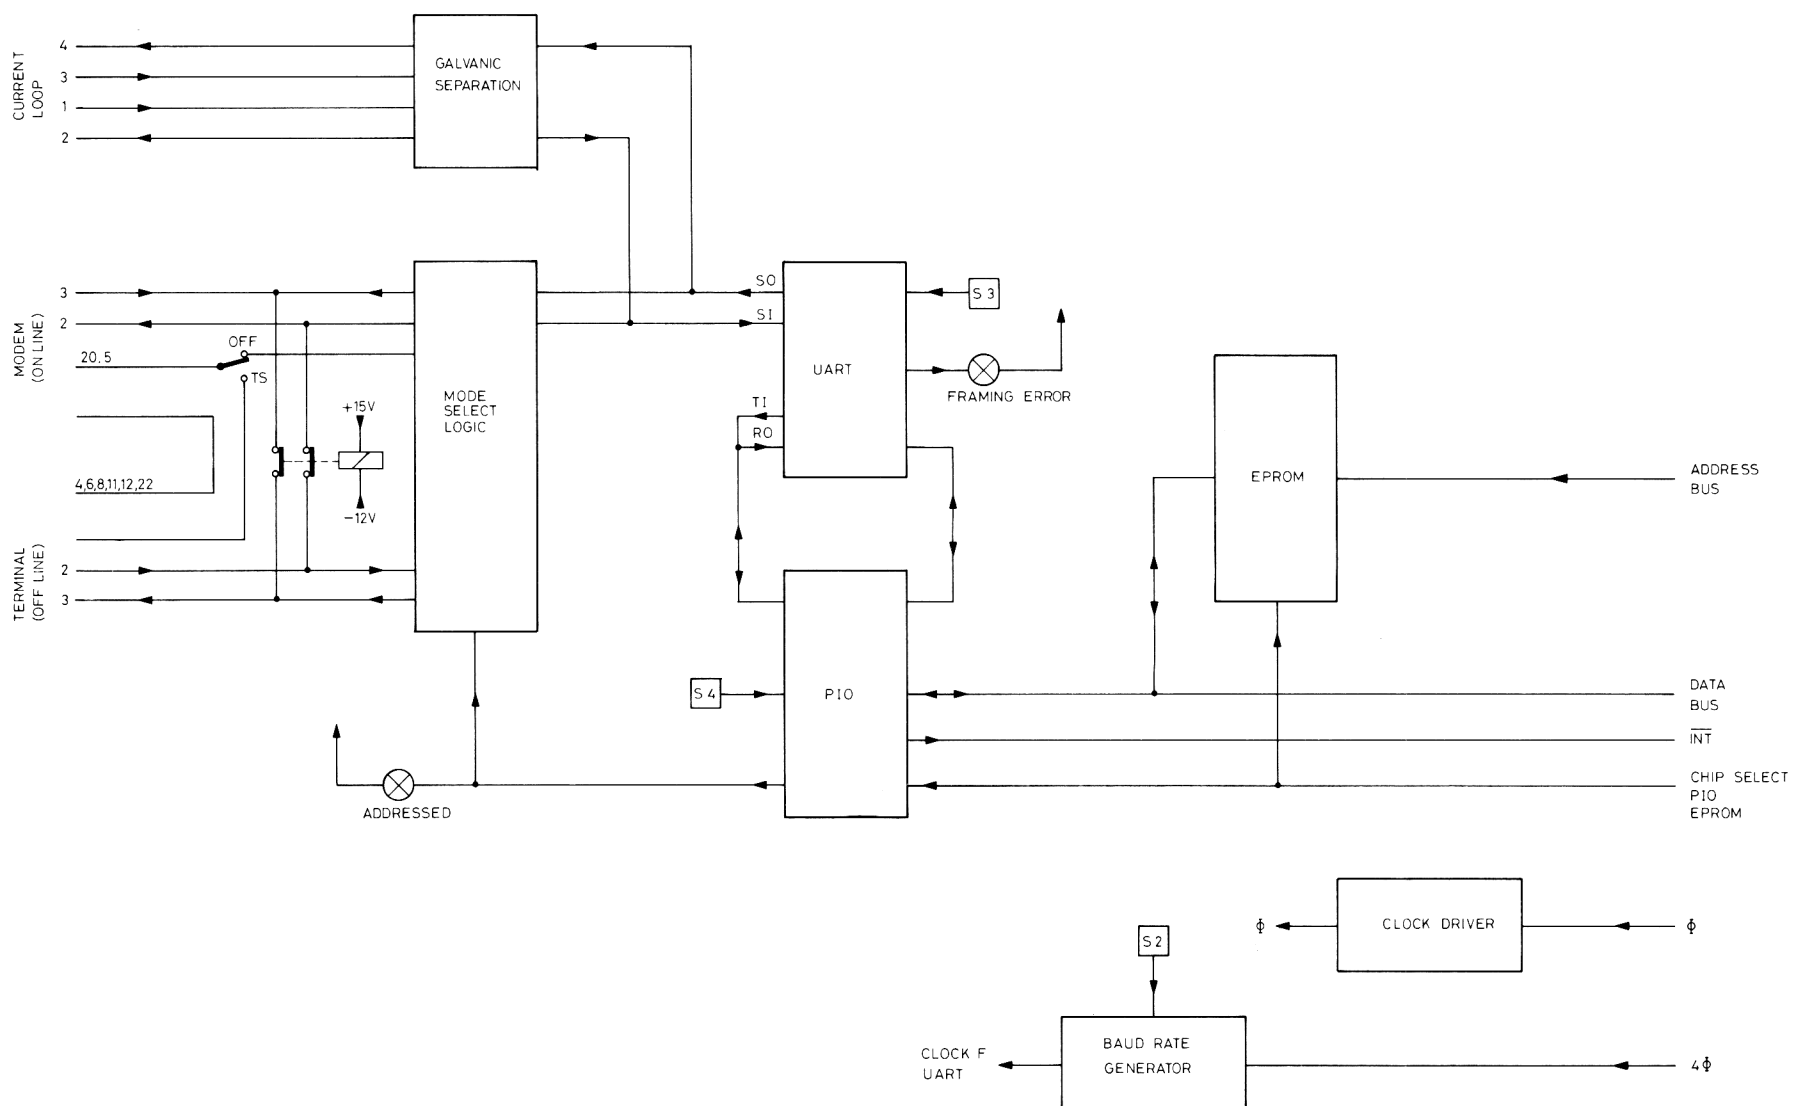 CURRENT
LOOP
4
3
1
2
GALVANIC
SEPARATION
MODEM
(ON LINE)
3
2
20.5
OFF
TS
4,6,8,11,12,22
+15V
−12V
TERMINAL
(OFF LINE)
2
3
MODE
SELECT
LOGIC
SO
SI
UART
TI
RO
S3
FRAMING ERROR
EPROM
ADDRESS
BUS
S4
PIO
DATA
BUS
INT
CHIP SELECT
PIO
EPROM
ADDRESSED
Φ
CLOCK DRIVER
Φ
S2
CLOCK F
UART
BAUD RATE
GENERATOR
4Φ